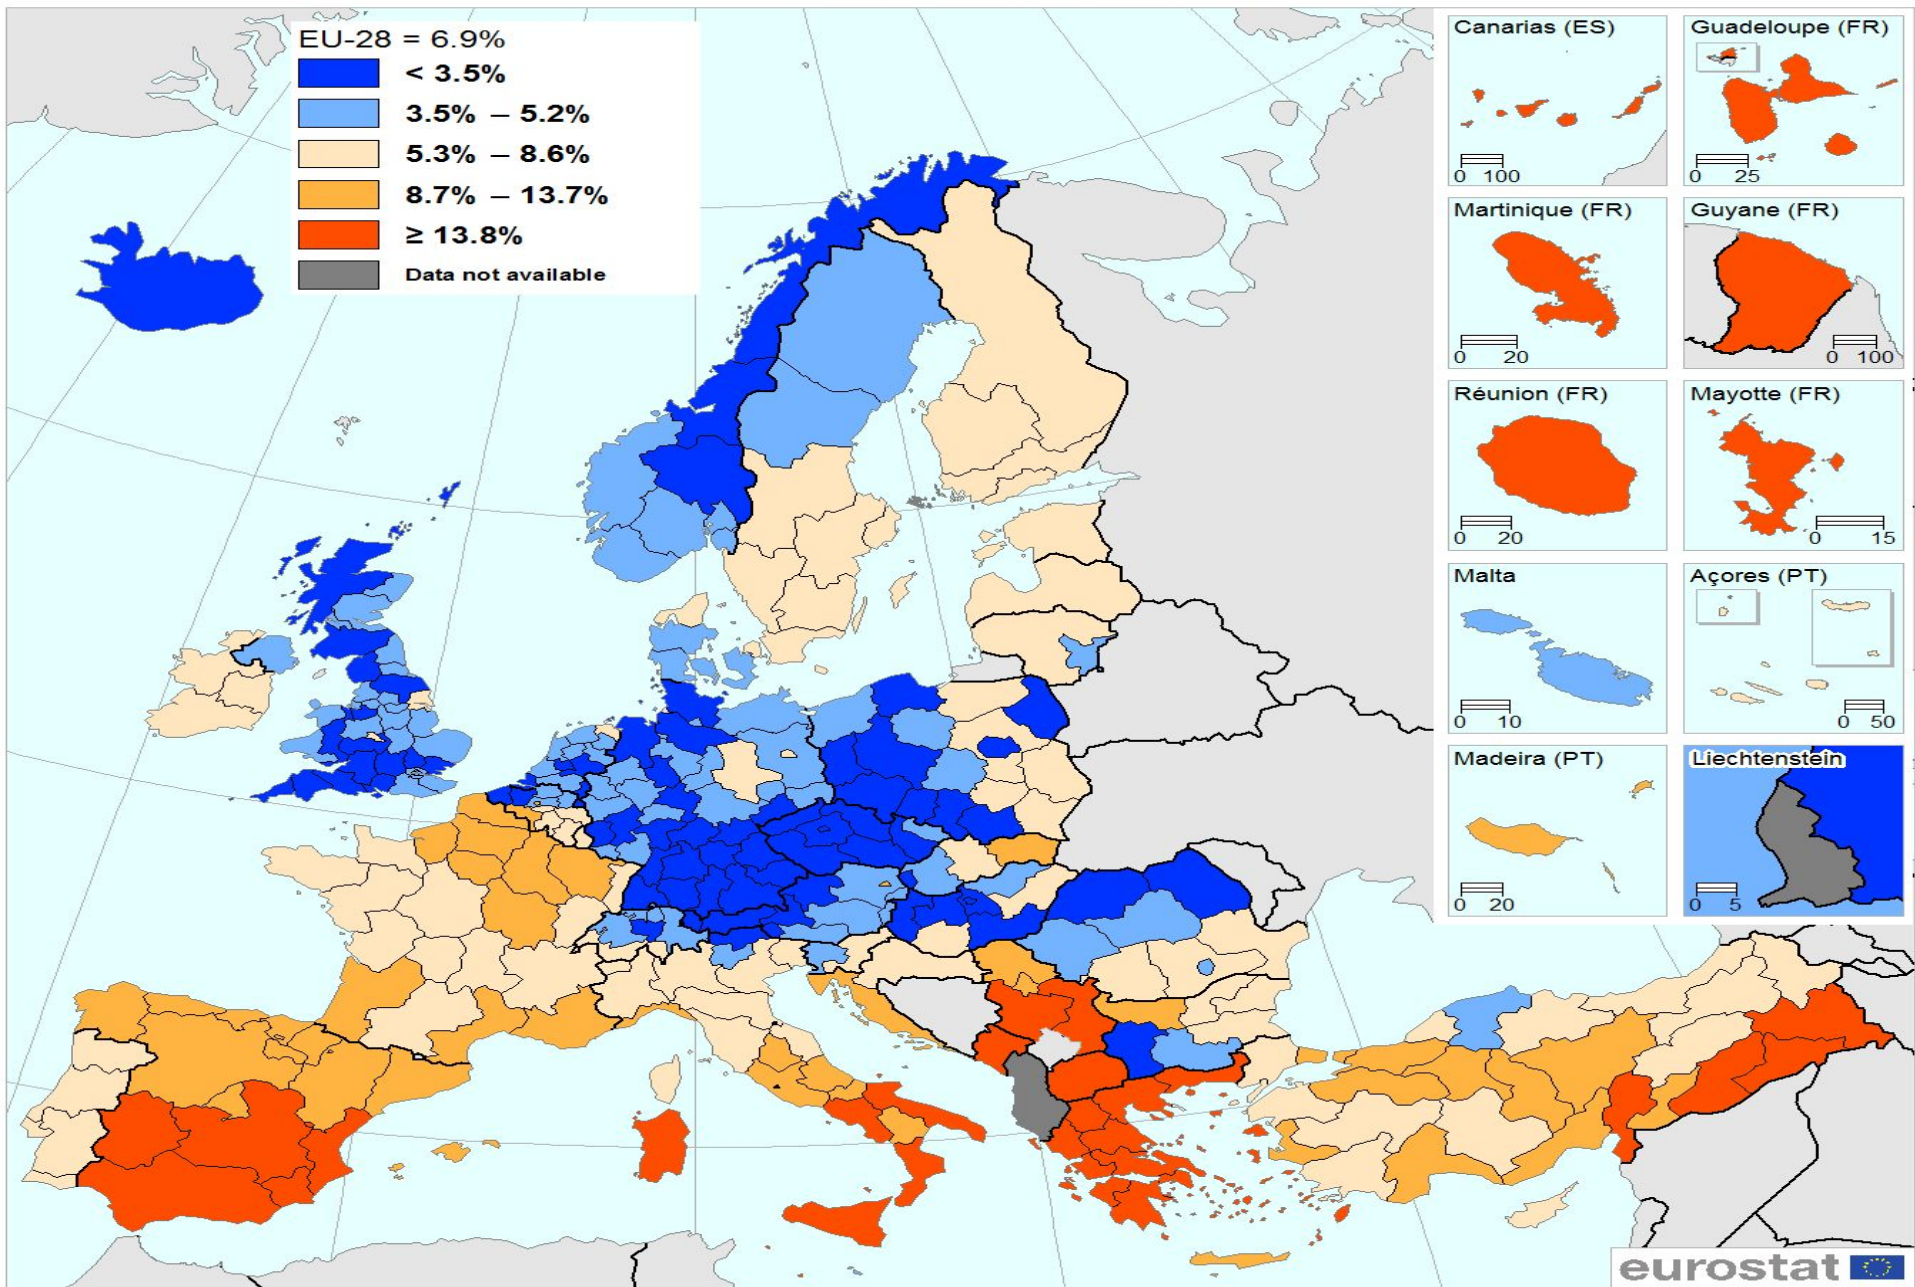 EU-28 = 6.9%
< 3.5%
3.5% – 5.2%
5.3% – 8.6%
8.7% – 13.7%
≥ 13.8%
Data not available
Canarias (ES)
0 100
Guadeloupe (FR)
0 25
Martinique (FR)
0 20
Guyane (FR)
0 100
Réunion (FR)
0 20
Mayotte (FR)
0 15
Malta
0 10
Açores (PT)
0 50
Madeira (PT)
0 20
Liechtenstein
0 5
eurostat